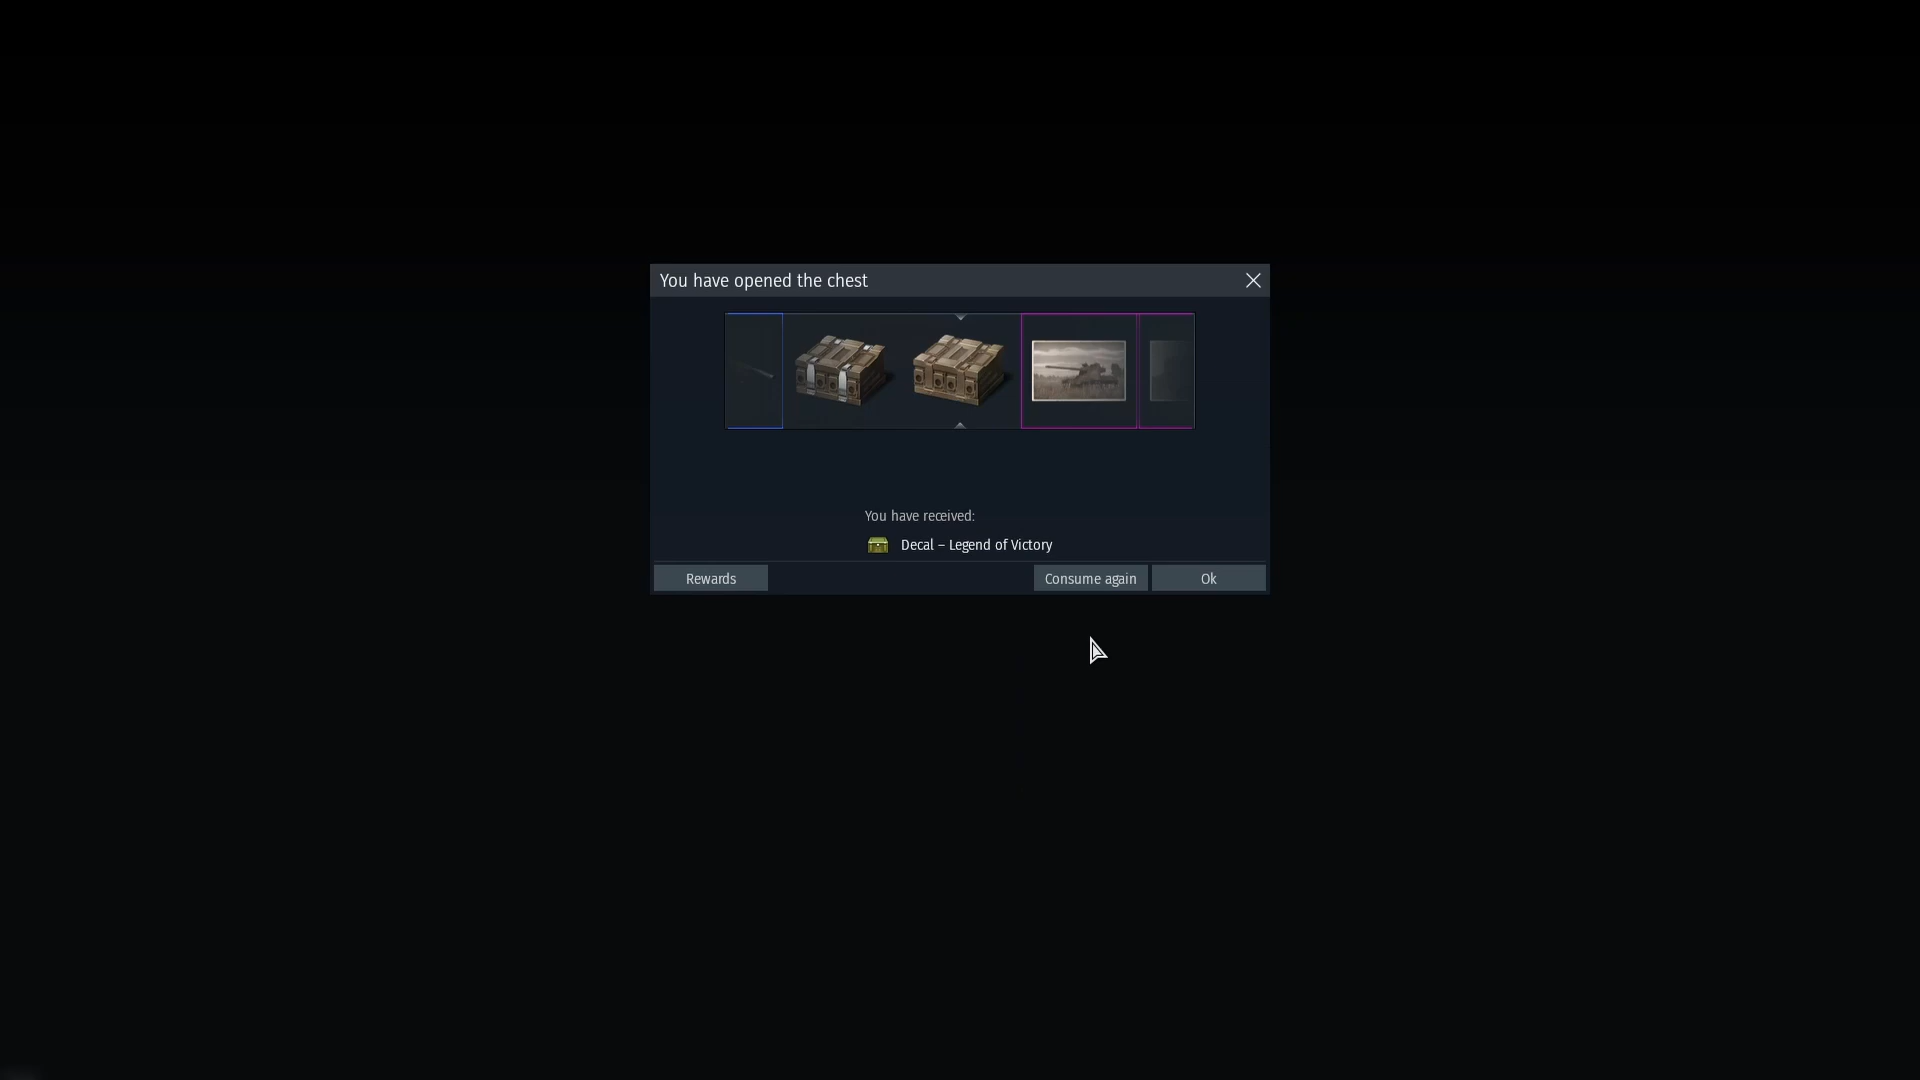 You have opened the chest
You have received:
Decal – Legend of Victory
Rewards
Consume again
Ok